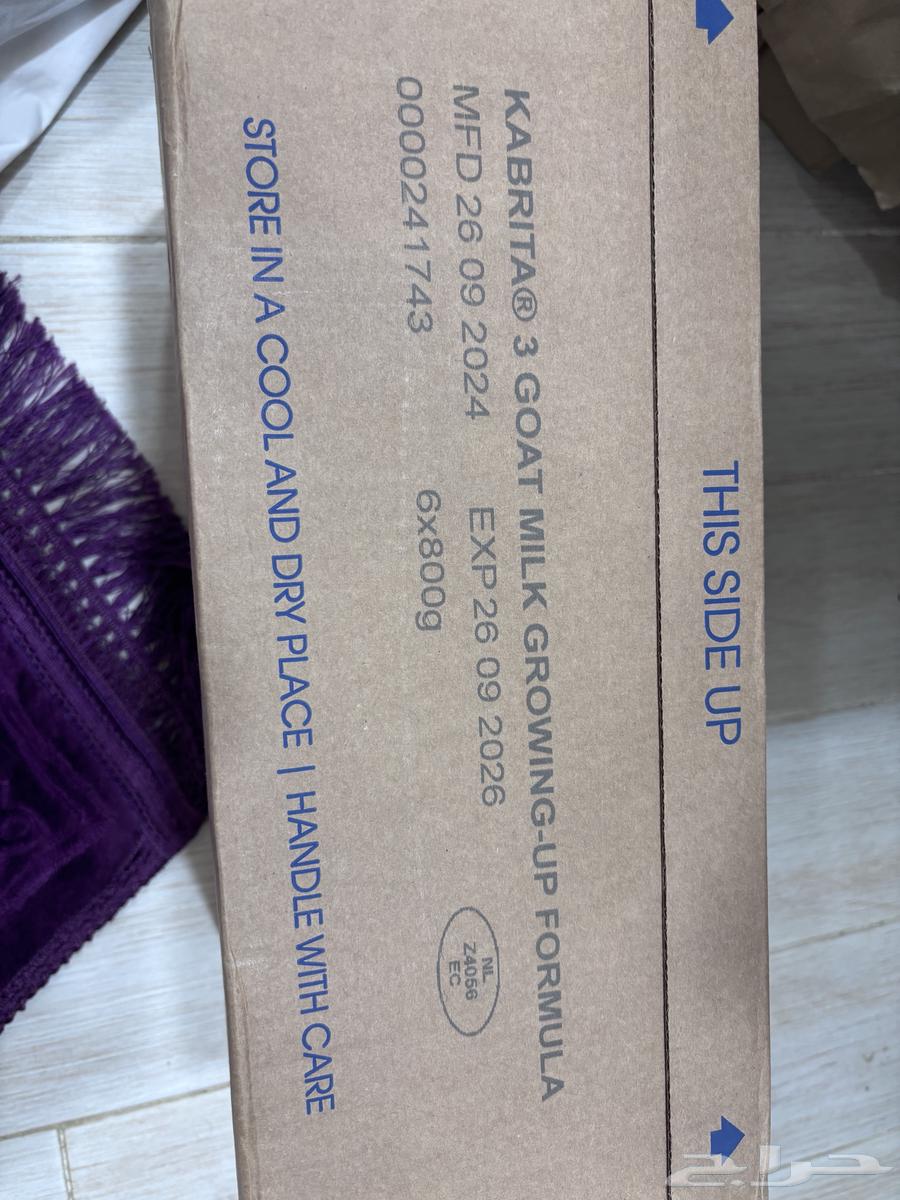 THIS SIDE UP
KABRITA® 3 GOAT MILK GROWING-UP FORMULA
MFD 26 09 2024 EXP 26 09 2026
0000241743 6x800g
NL
Z4056
EC
STORE IN A COOL AND DRY PLACE | HANDLE WITH CARE
حراج